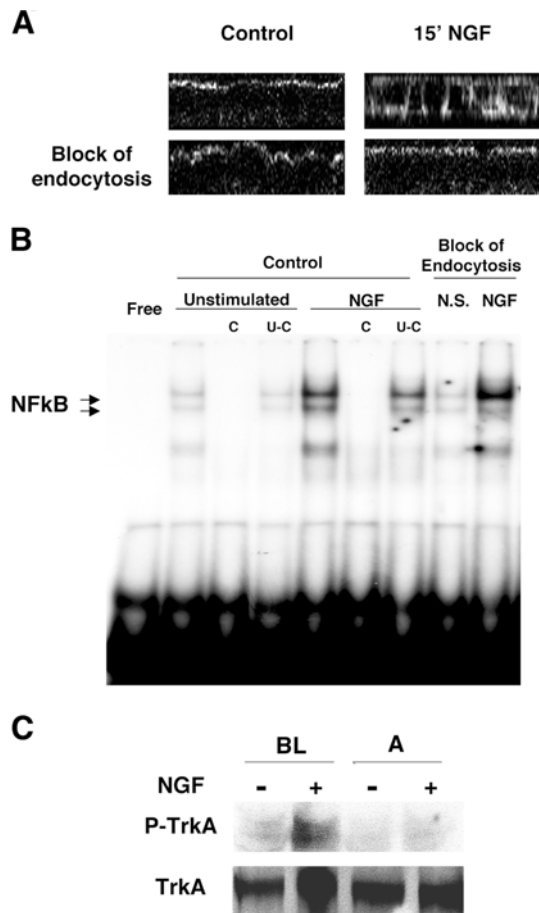 A
Control 15' NGF
Block of
endocytosis
B
Block of
Endocytosis
Control
Free Unstimulated NGF N.S. NGF
C U-C C U-C
NFkB
C
BL A
NGF - + - +
P-TrkA
TrkA